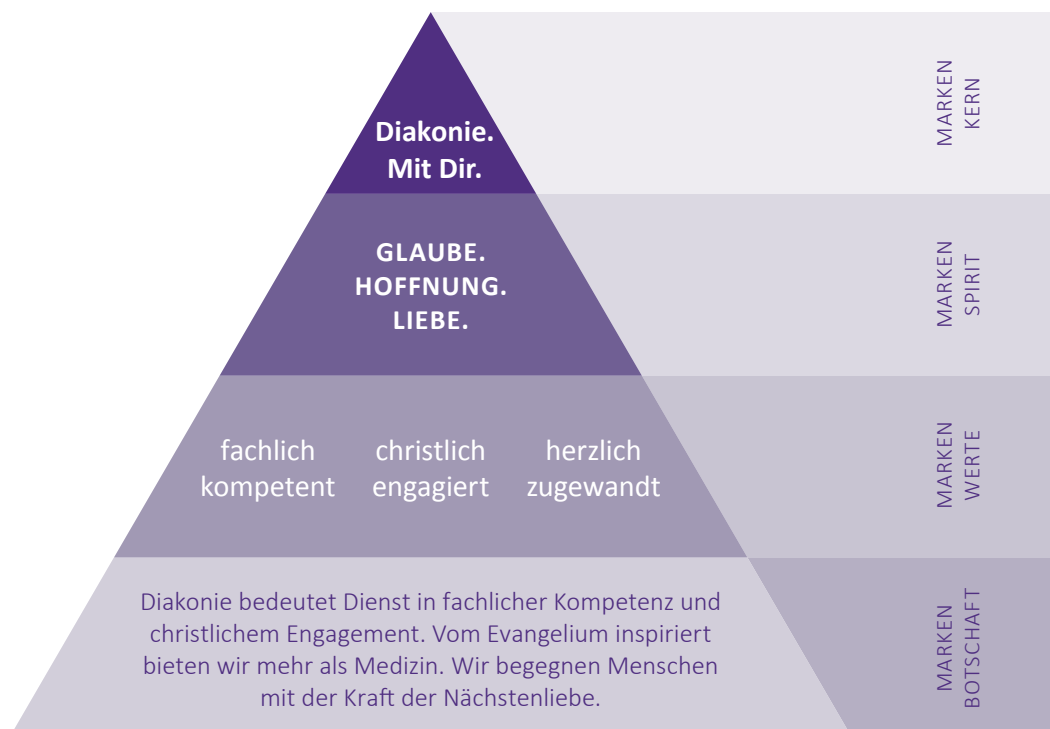 Diakonie.
Mit Dir.
MARKEN
KERN
GLAUBE.
HOFFNUNG.
LIEBE.
MARKEN
SPIRIT
fachlich
kompetent
christlich
engagiert
herzlich
zugewandt
MARKEN
WERTE
Diakonie bedeutet Dienst in fachlicher Kompetenz und
christlichem Engagement. Vom Evangelium inspiriert
bieten wir mehr als Medizin. Wir begegnen Menschen
mit der Kraft der Nächstenliebe.
MARKEN
BOTSCHAFT